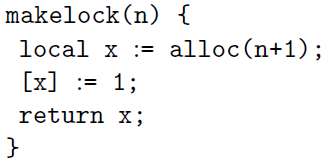 makelock(n) {
 local x := alloc(n+1);
 [x] := 1;
 return x;
}